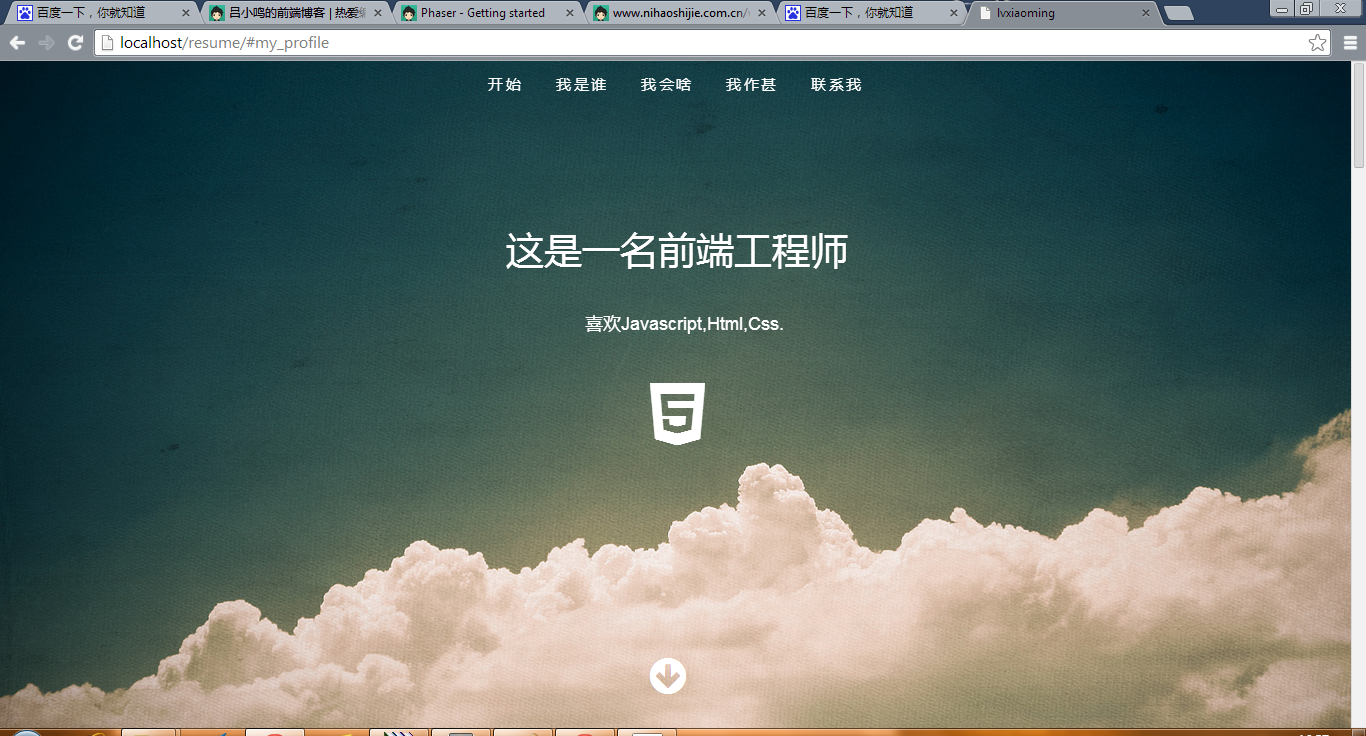 百度一下，你就知道
吕小鸣的前端博客 | 热爱
Phaser - Getting started
www.nihaoshijie.com.cn/
百度一下，你就知道
lvxiaoming
localhost/resume/#my_profile
开始 我是谁 我会啥 我作甚 联系我
这是一名前端工程师
喜欢Javascript,Html,Css.
5